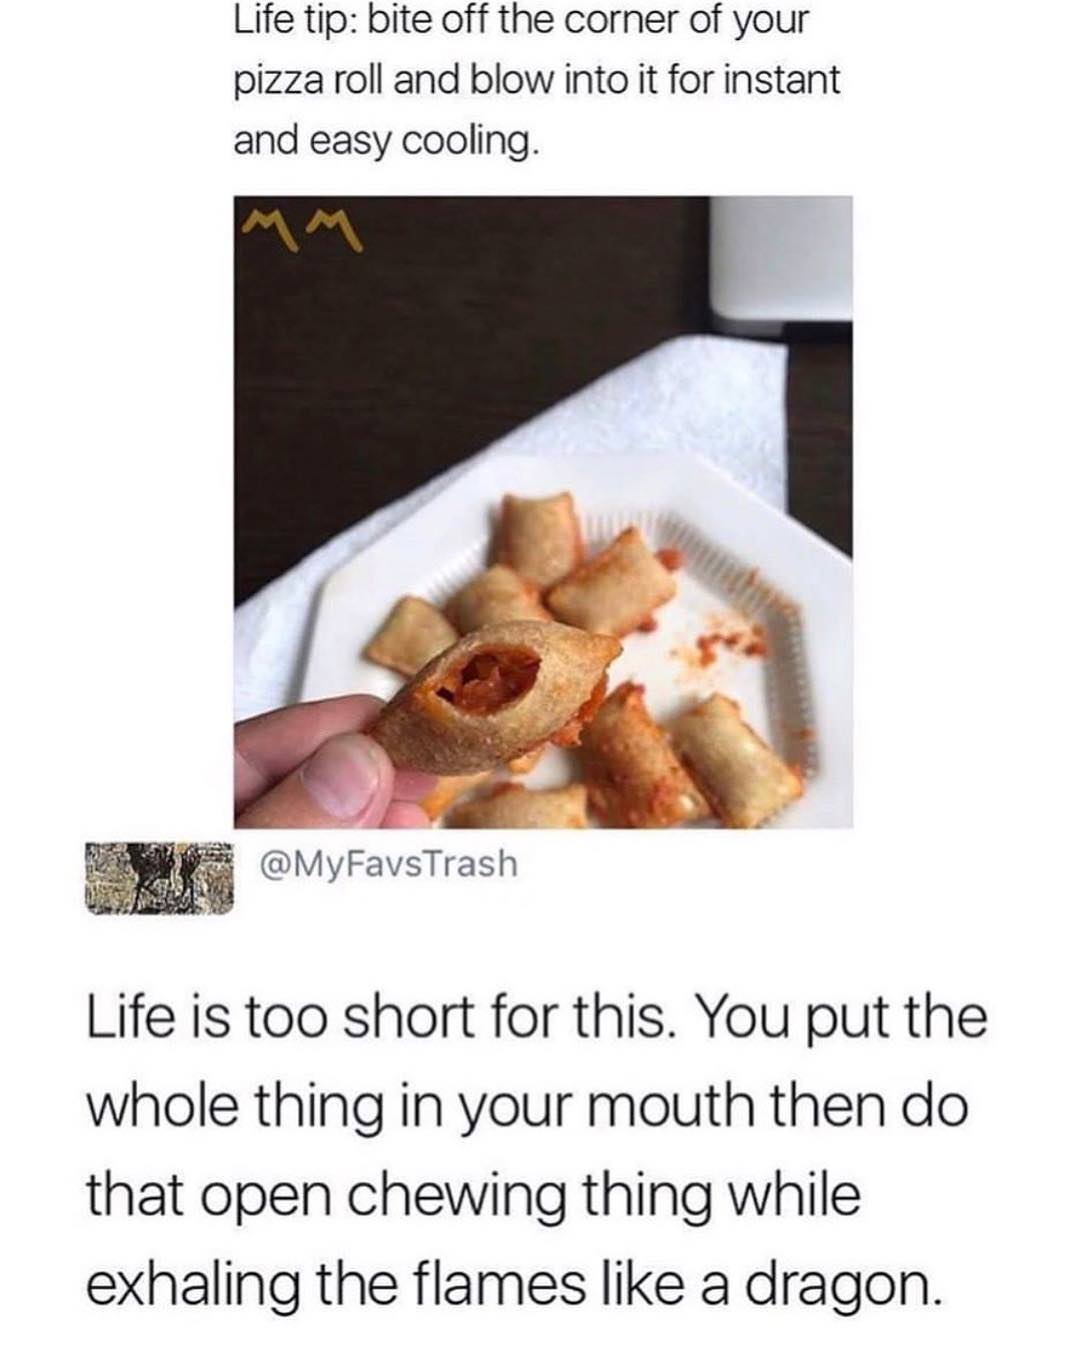 Life tip: bite off the corner of your
pizza roll and blow into it for instant
and easy cooling.
MM
@MyFavsTrash
Life is too short for this. You put the
whole thing in your mouth then do
that open chewing thing while
exhaling the flames like a dragon.